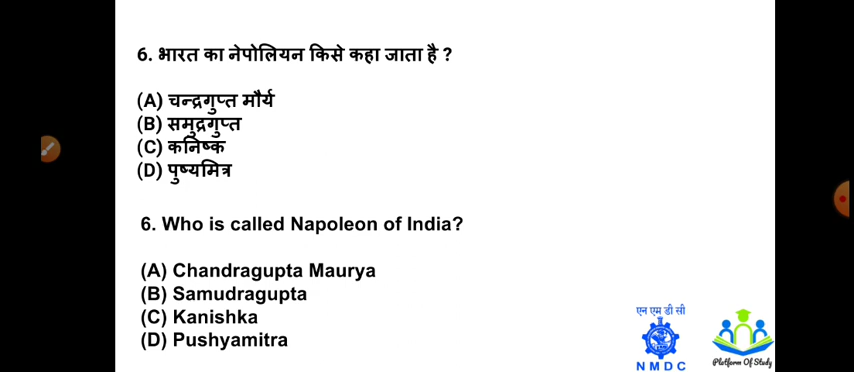 6. भारत का नेपोलियन किसे कहा जाता है ?
(A) चन्द्रगुप्त मौर्य
(B) समुद्रगुप्त
(C) कनिष्क
(D) पुष्यमित्र
6. Who is called Napoleon of India?
(A) Chandragupta Maurya
(B) Samudragupta
(C) Kanishka
(D) Pushyamitra
एन एम डी सी
NMDC
Platform Of Study